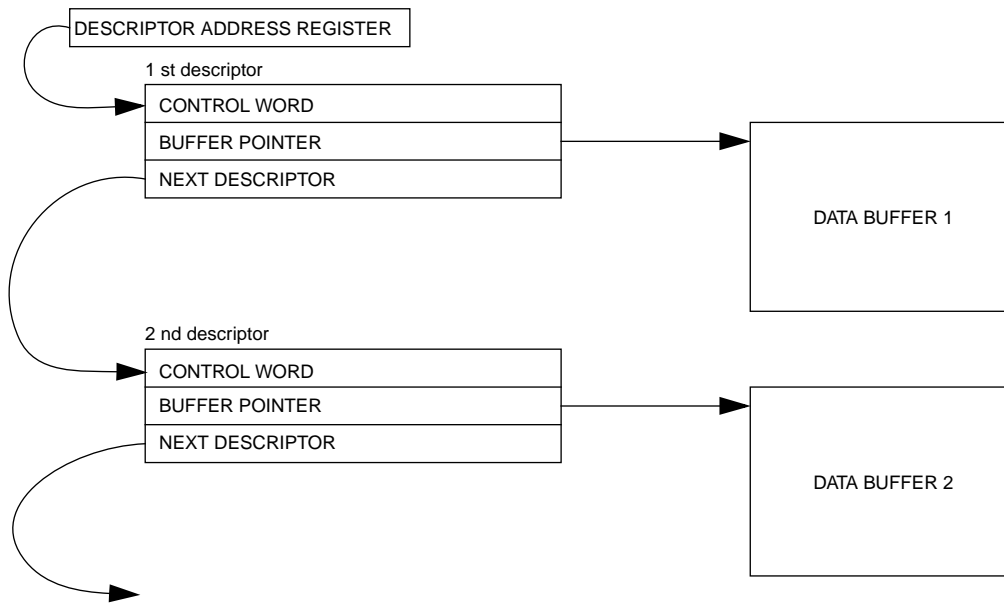 DESCRIPTOR ADDRESS REGISTER
1 st descriptor
CONTROL WORD
BUFFER POINTER
NEXT DESCRIPTOR
DATA BUFFER 1
2 nd descriptor
CONTROL WORD
BUFFER POINTER
NEXT DESCRIPTOR
DATA BUFFER 2